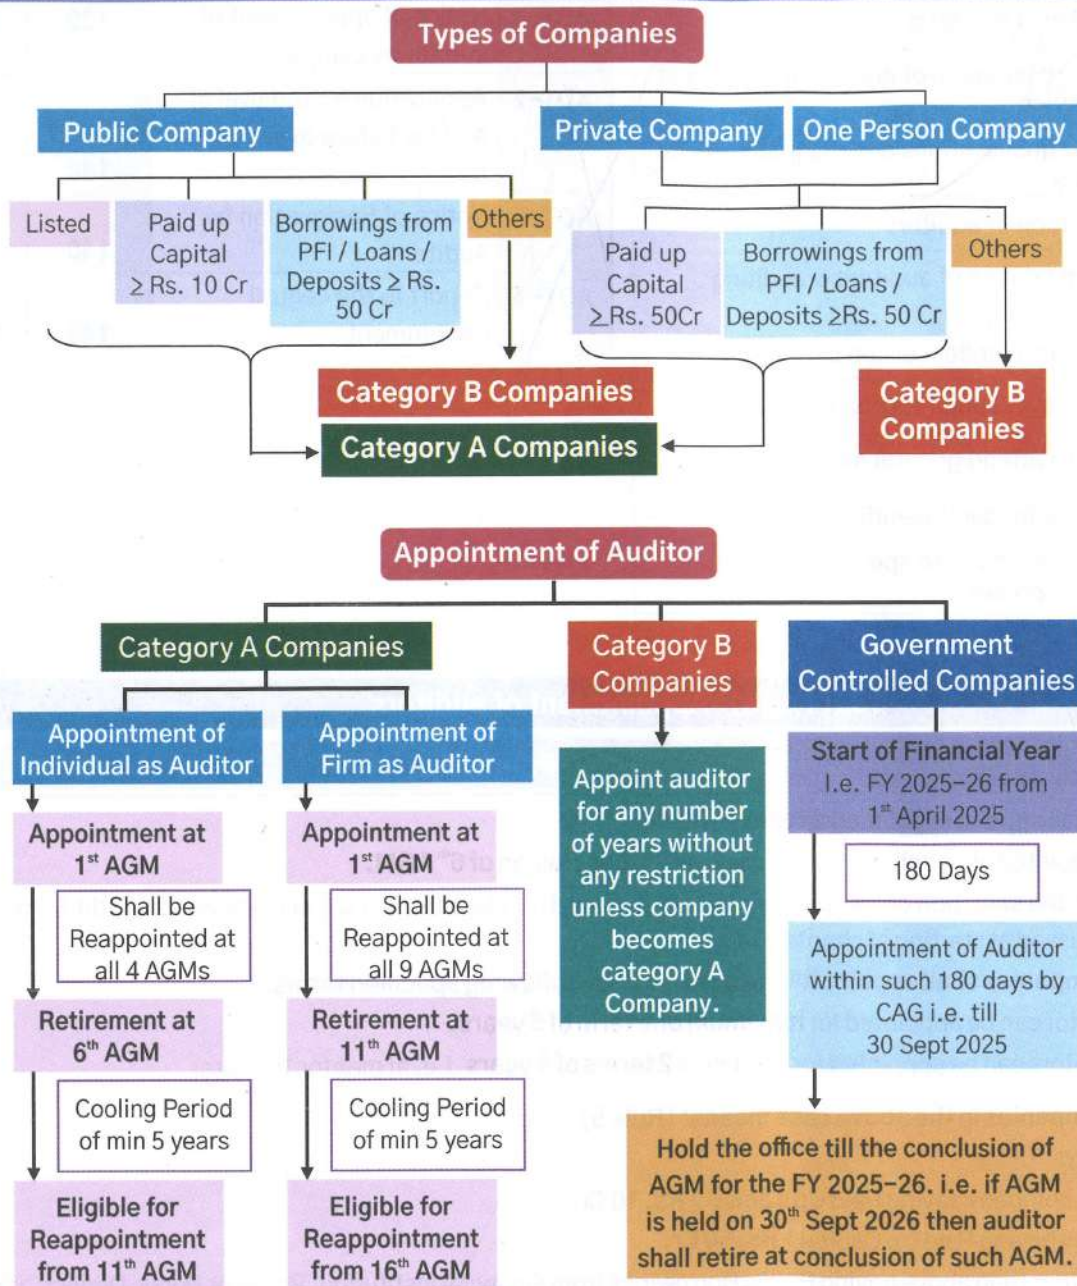 Types of Companies
Public Company
Private Company
One Person Company
Listed
Paid up
Capital
≥ Rs. 10 Cr
Borrowings from
PFI / Loans /
Deposits ≥ Rs.
50 Cr
Others
Paid up
Capital
≥Rs. 50Cr
Borrowings from
PFI / Loans /
Deposits ≥Rs. 50 Cr
Others
Category B Companies
Category A Companies
Category B
Companies
Appointment of Auditor
Category A Companies
Category B
Companies
Government
Controlled Companies
Appointment of
Individual as Auditor
Appointment of
Firm as Auditor
Appointment at
1st AGM
Shall be
Reappointed at
all 4 AGMs
Retirement at
6th AGM
Cooling Period
of min 5 years
Eligible for
Reappointment
from 11th AGM
Appointment at
1st AGM
Shall be
Reappointed at
all 9 AGMs
Retirement at
11th AGM
Cooling Period
of min 5 years
Eligible for
Reappointment
from 16th AGM
Appoint auditor
for any number
of years without
any restriction
unless company
becomes
category A
Company.
Start of Financial Year
I.e. FY 2025-26 from
1st April 2025
180 Days
Appointment of Auditor
within such 180 days by
CAG i.e. till
30 Sept 2025
Hold the office till the conclusion of
AGM for the FY 2025-26. i.e. if AGM
is held on 30th Sept 2026 then auditor
shall retire at conclusion of such AGM.